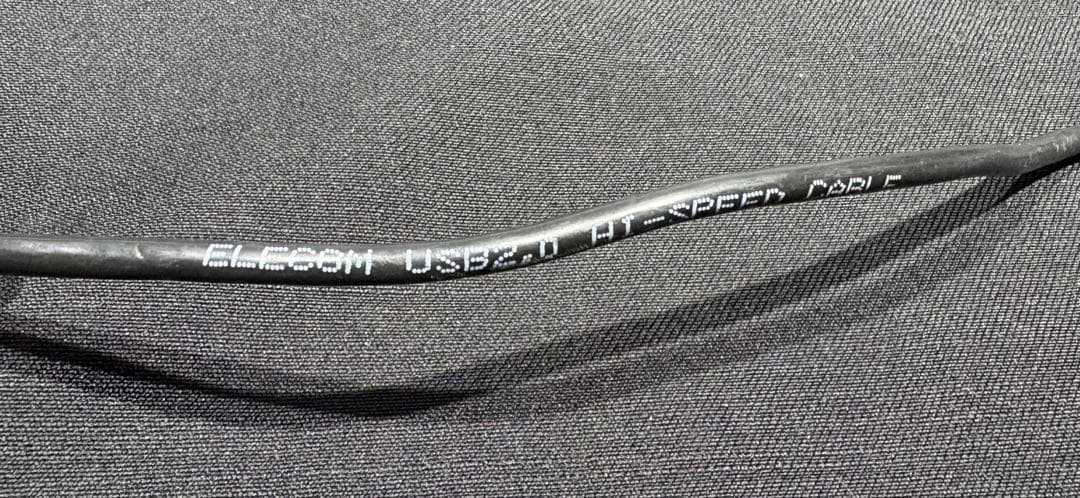 ELECOM USB2.0 HI-SPEED CABLE